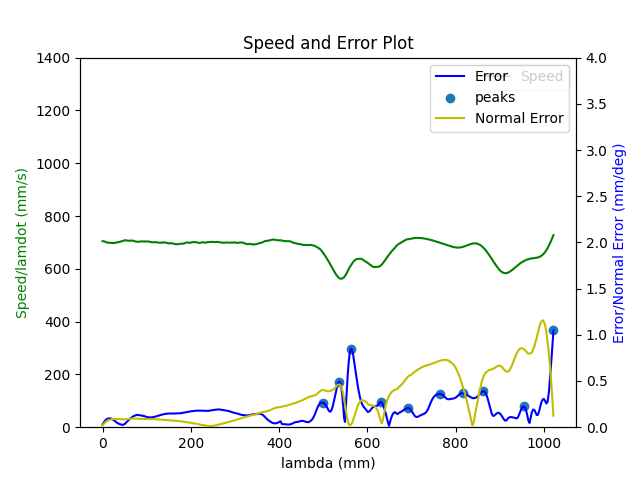 Speed and Error Plot
1400
1200
1000
800
600
400
200
0
Speed/lamdot (mm/s)
0
200
400
600
800
1000
lambda (mm)
4.0
3.5
3.0
2.5
2.0
1.5
1.0
0.5
0.0
Error/Normal Error (mm/deg)
Speed
Error
peaks
Normal Error